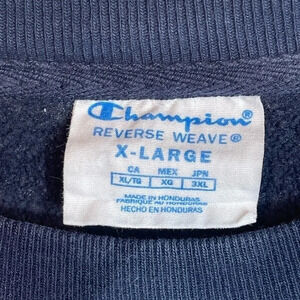 Champion®
REVERSE WEAVE®
X-LARGE
CA MEX JPN
XL/TG XG 3XL
MADE IN HONDURAS
FABRIQUÉ AU HONDURAS
HECHO EN HONDURAS